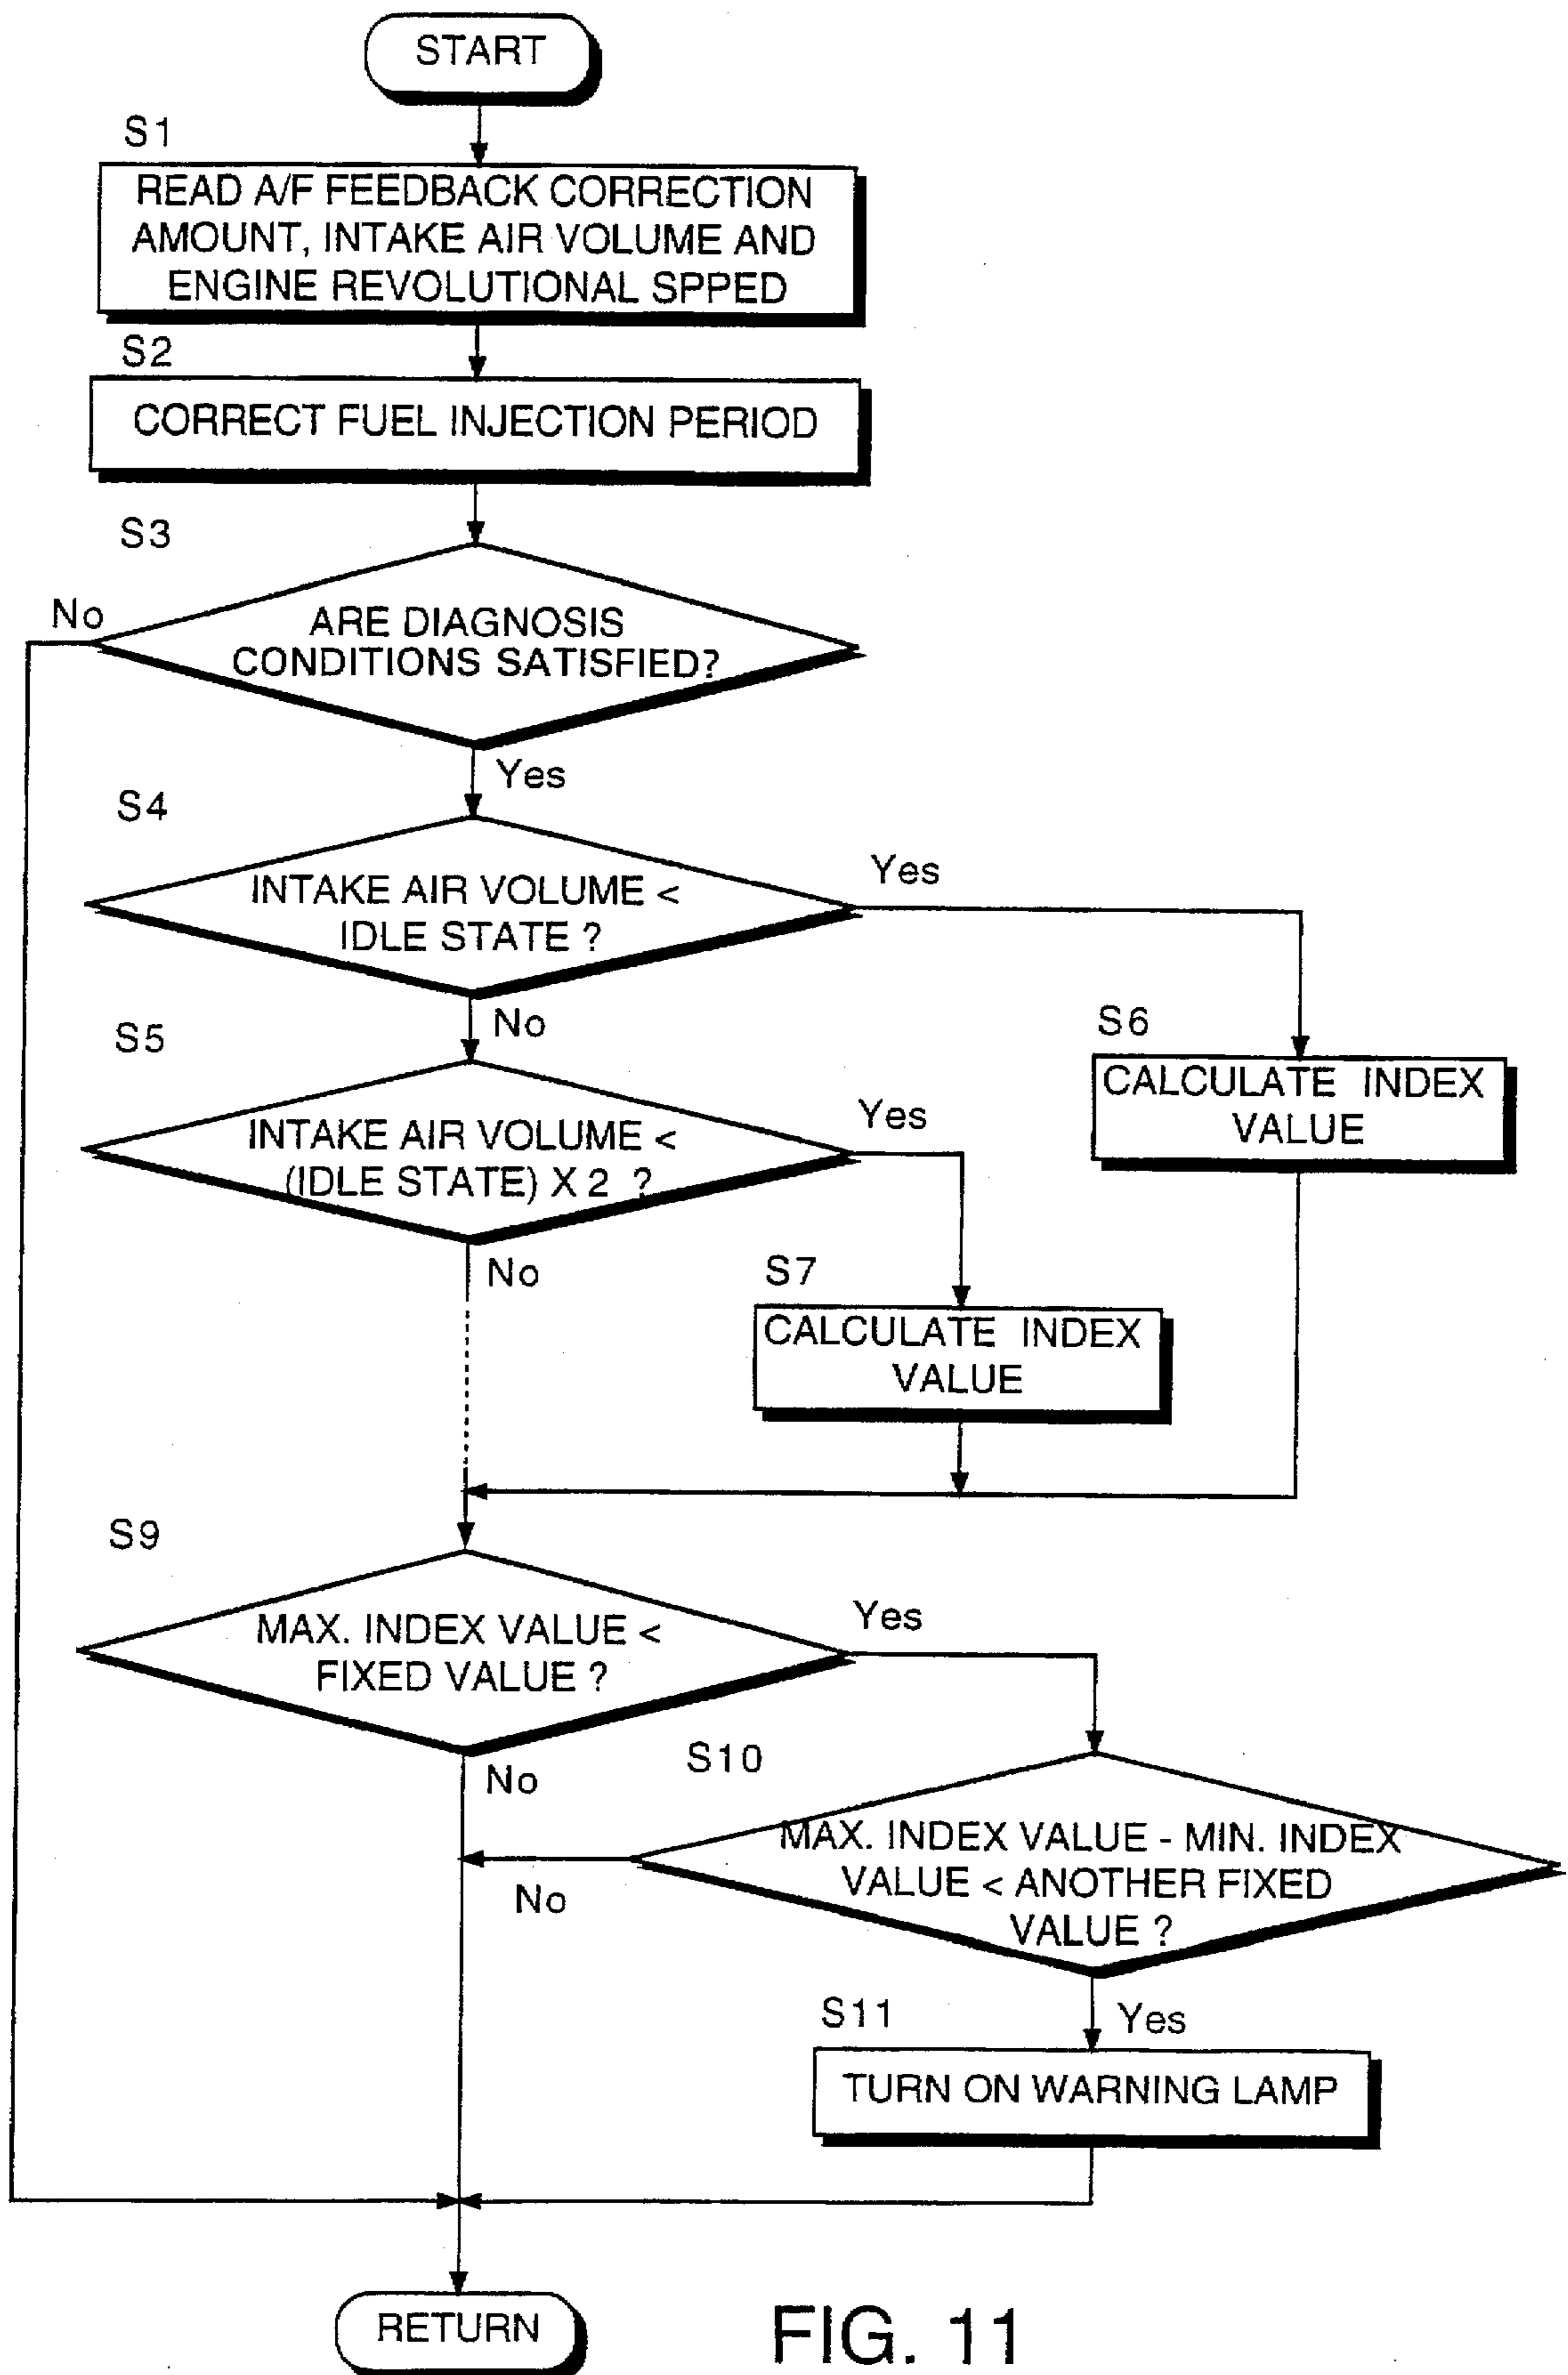 START
S1
READ A/F FEEDBACK CORRECTION
AMOUNT, INTAKE AIR VOLUME AND
ENGINE REVOLUTIONAL SPPED
S2
CORRECT FUEL INJECTION PERIOD
S3
No
ARE DIAGNOSIS
CONDITIONS SATISFIED?
Yes
S4
INTAKE AIR VOLUME <
IDLE STATE ?
Yes
No
S5
INTAKE AIR VOLUME <
(IDLE STATE) X 2 ?
Yes
S6
CALCULATE INDEX
VALUE
No
S7
CALCULATE INDEX
VALUE
S9
MAX. INDEX VALUE <
FIXED VALUE ?
Yes
No
S10
MAX. INDEX VALUE - MIN. INDEX
VALUE < ANOTHER FIXED
VALUE ?
No
S11
Yes
TURN ON WARNING LAMP
RETURN
FIG. 11